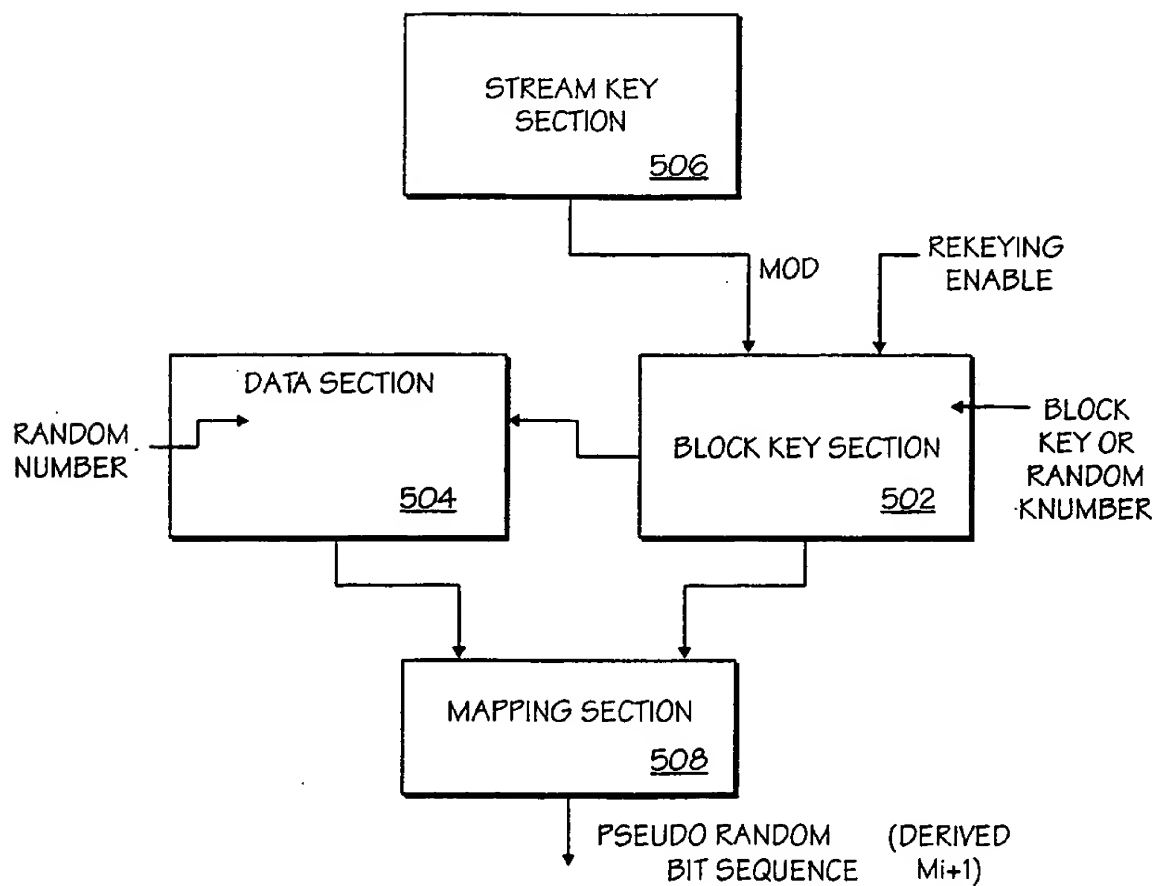 STREAM KEY
SECTION
506
MOD
REKEYING
ENABLE
DATA SECTION
RANDOM
NUMBER
504
BLOCK KEY SECTION
502
BLOCK
KEY OR
RANDOM
KNUMBER
MAPPING SECTION
508
PSEUDO RANDOM (DERIVED
BIT SEQUENCE Mi+1)